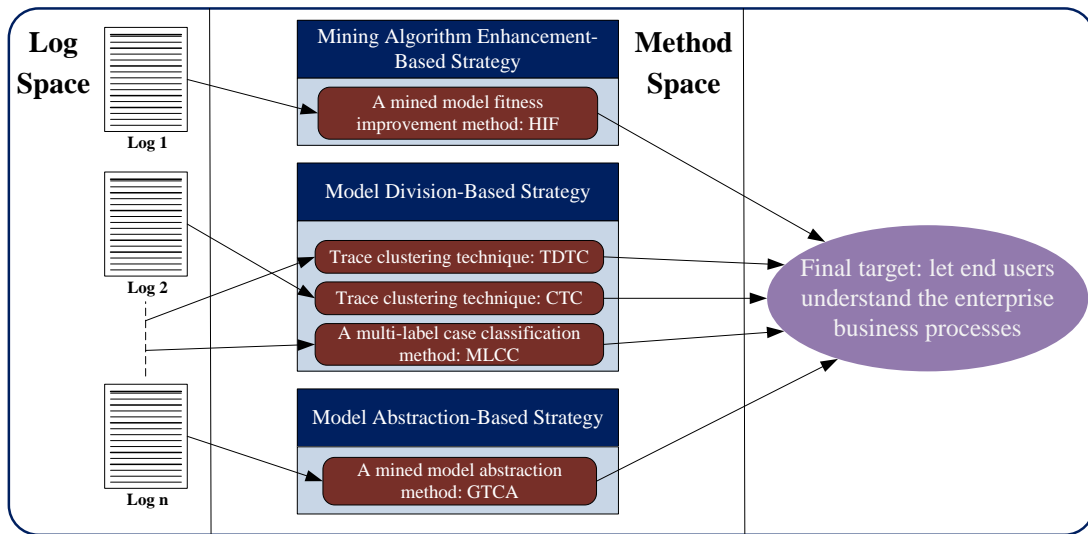 Log
Space
Log 1
Log 2
Log n
Mining Algorithm Enhancement-
Based Strategy
A mined model fitness
improvement method: HIF
Model Division-Based Strategy
Trace clustering technique: TDTC
Trace clustering technique: CTC
A multi-label case classification
method: MLCC
Model Abstraction-Based Strategy
A mined model abstraction
method: GTCA
Method
Space
Final target: let end users
understand the enterprise
business processes